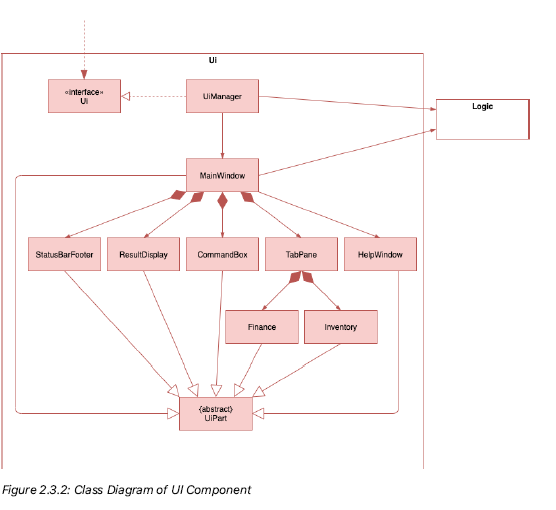 Ui
«interface»
Ui
UiManager
Logic
MainWindow
StatusBarFooter
ResultDisplay
CommandBox
TabPane
HelpWindow
Finance
Inventory
{abstract}
UiPart
Figure 2.3.2: Class Diagram of UI Component